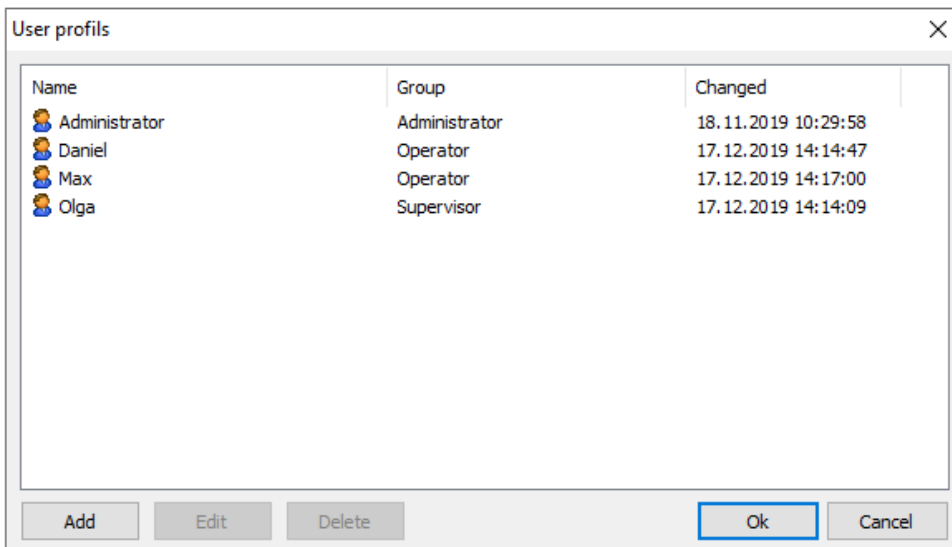 User profils
Name Group Changed
Administrator Administrator 18.11.2019 10:29:58
Daniel Operator 17.12.2019 14:14:47
Max Operator 17.12.2019 14:17:00
Olga Supervisor 17.12.2019 14:14:09
Add Edit Delete Ok Cancel